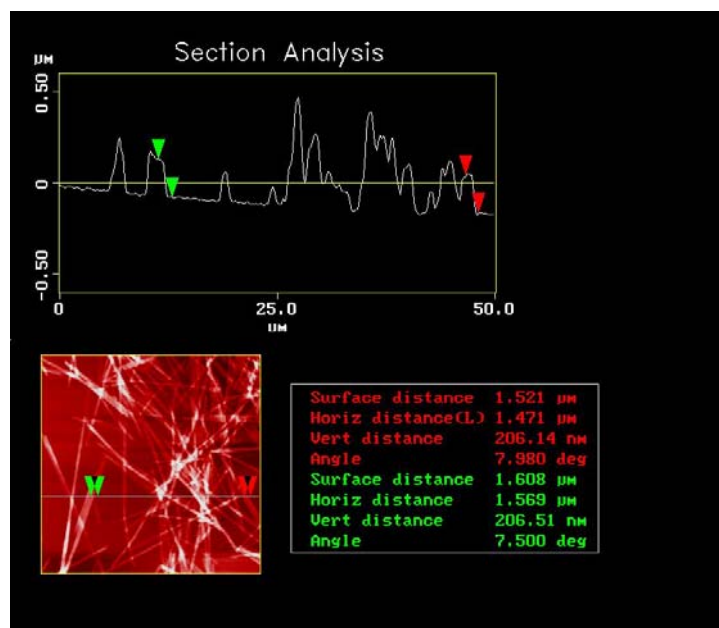 Section Analysis
µM
0.50
0
-0.50
0
25.0
50.0
µM
Surface distance 1.521 µM
Horiz distance(L) 1.471 µM
Vert distance 206.14 nM
Angle 7.980 deg
Surface distance 1.608 µM
Horiz distance 1.569 µM
Vert distance 206.51 nM
Angle 7.500 deg